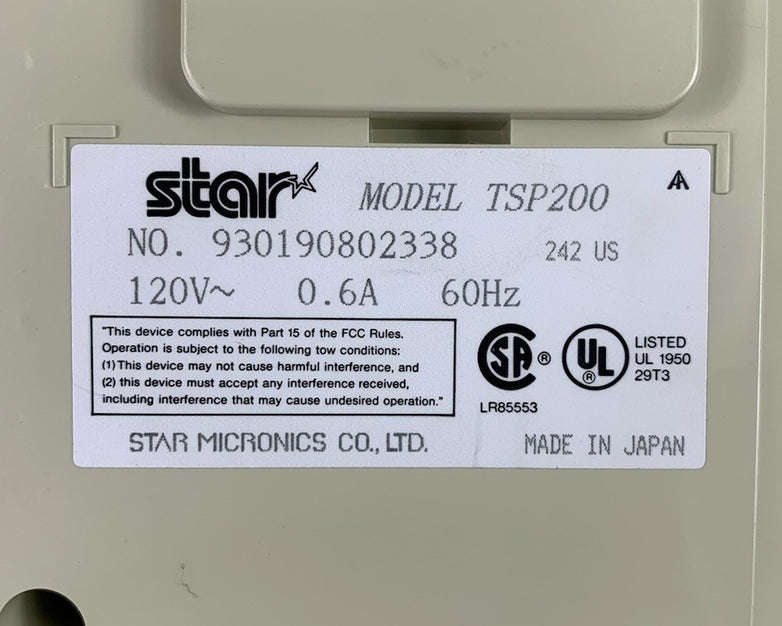 star MODEL TSP200
NO. 930190802338 242 US
120V~ 0.6A 60Hz
"This device complies with Part 15 of the FCC Rules.
Operation is subject to the following tow conditions:
(1) This device may not cause harmful interference, and
(2) this device must accept any interference received,
including interference that may cause undesired operation."
SA ®
LR85553
UL ®
LISTED
UL 1950
29T3
STAR MICRONICS CO., LTD. MADE IN JAPAN